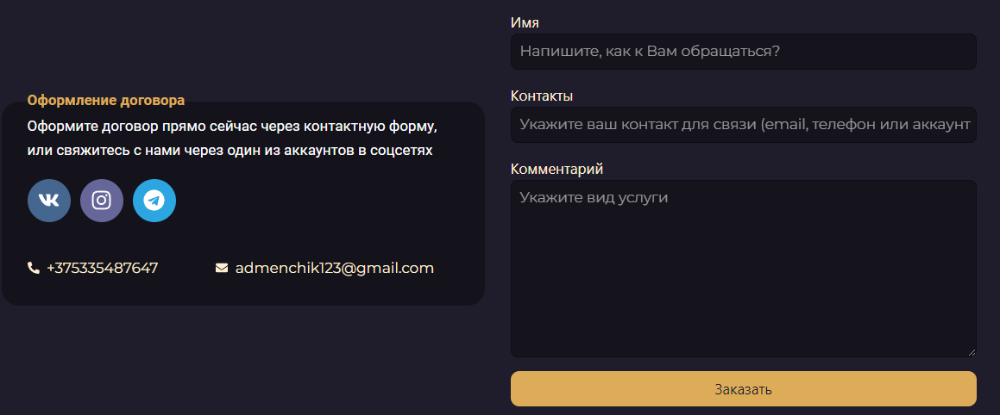 Оформление договора
Оформите договор прямо сейчас через контактную форму,
или свяжитесь с нами через один из аккаунтов в соцсетях
+375335487647
admenchik123@gmail.com
Имя
Напишите, как к Вам обращаться?
Контакты
Укажите ваш контакт для связи (email, телефон или аккаунт
Комментарий
Укажите вид услуги
Заказать